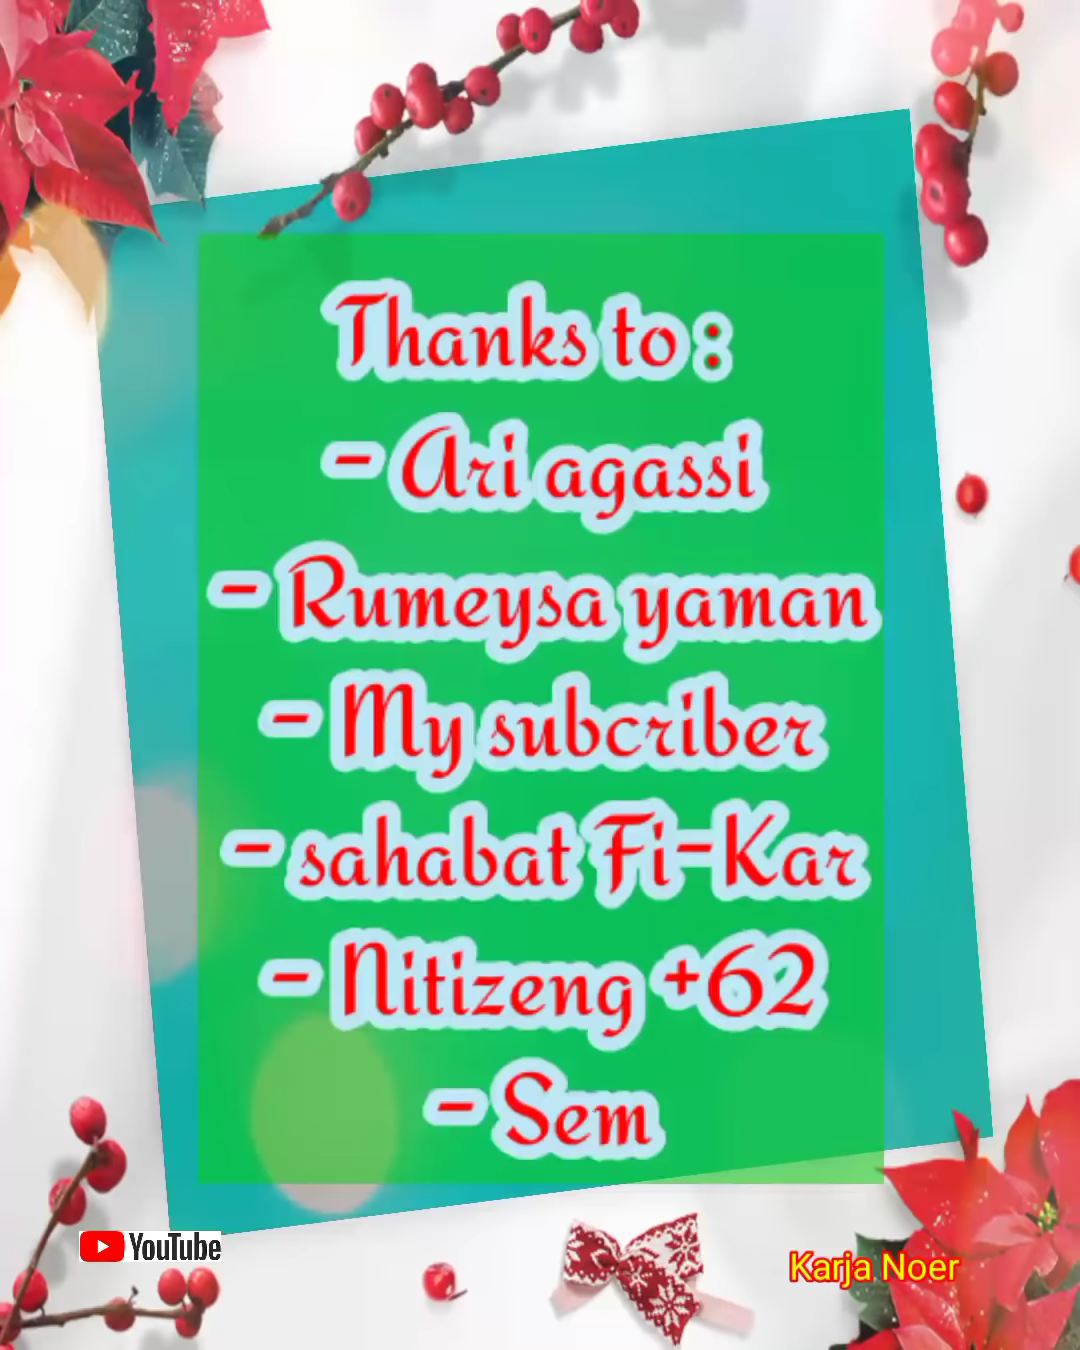 Thanks to :
- Ari agassi
- Rumeysa yaman
- My subcriber
- sahabat Fi-Kar
- Nitizeng +62
- Sem
YouTube
Karja Noer